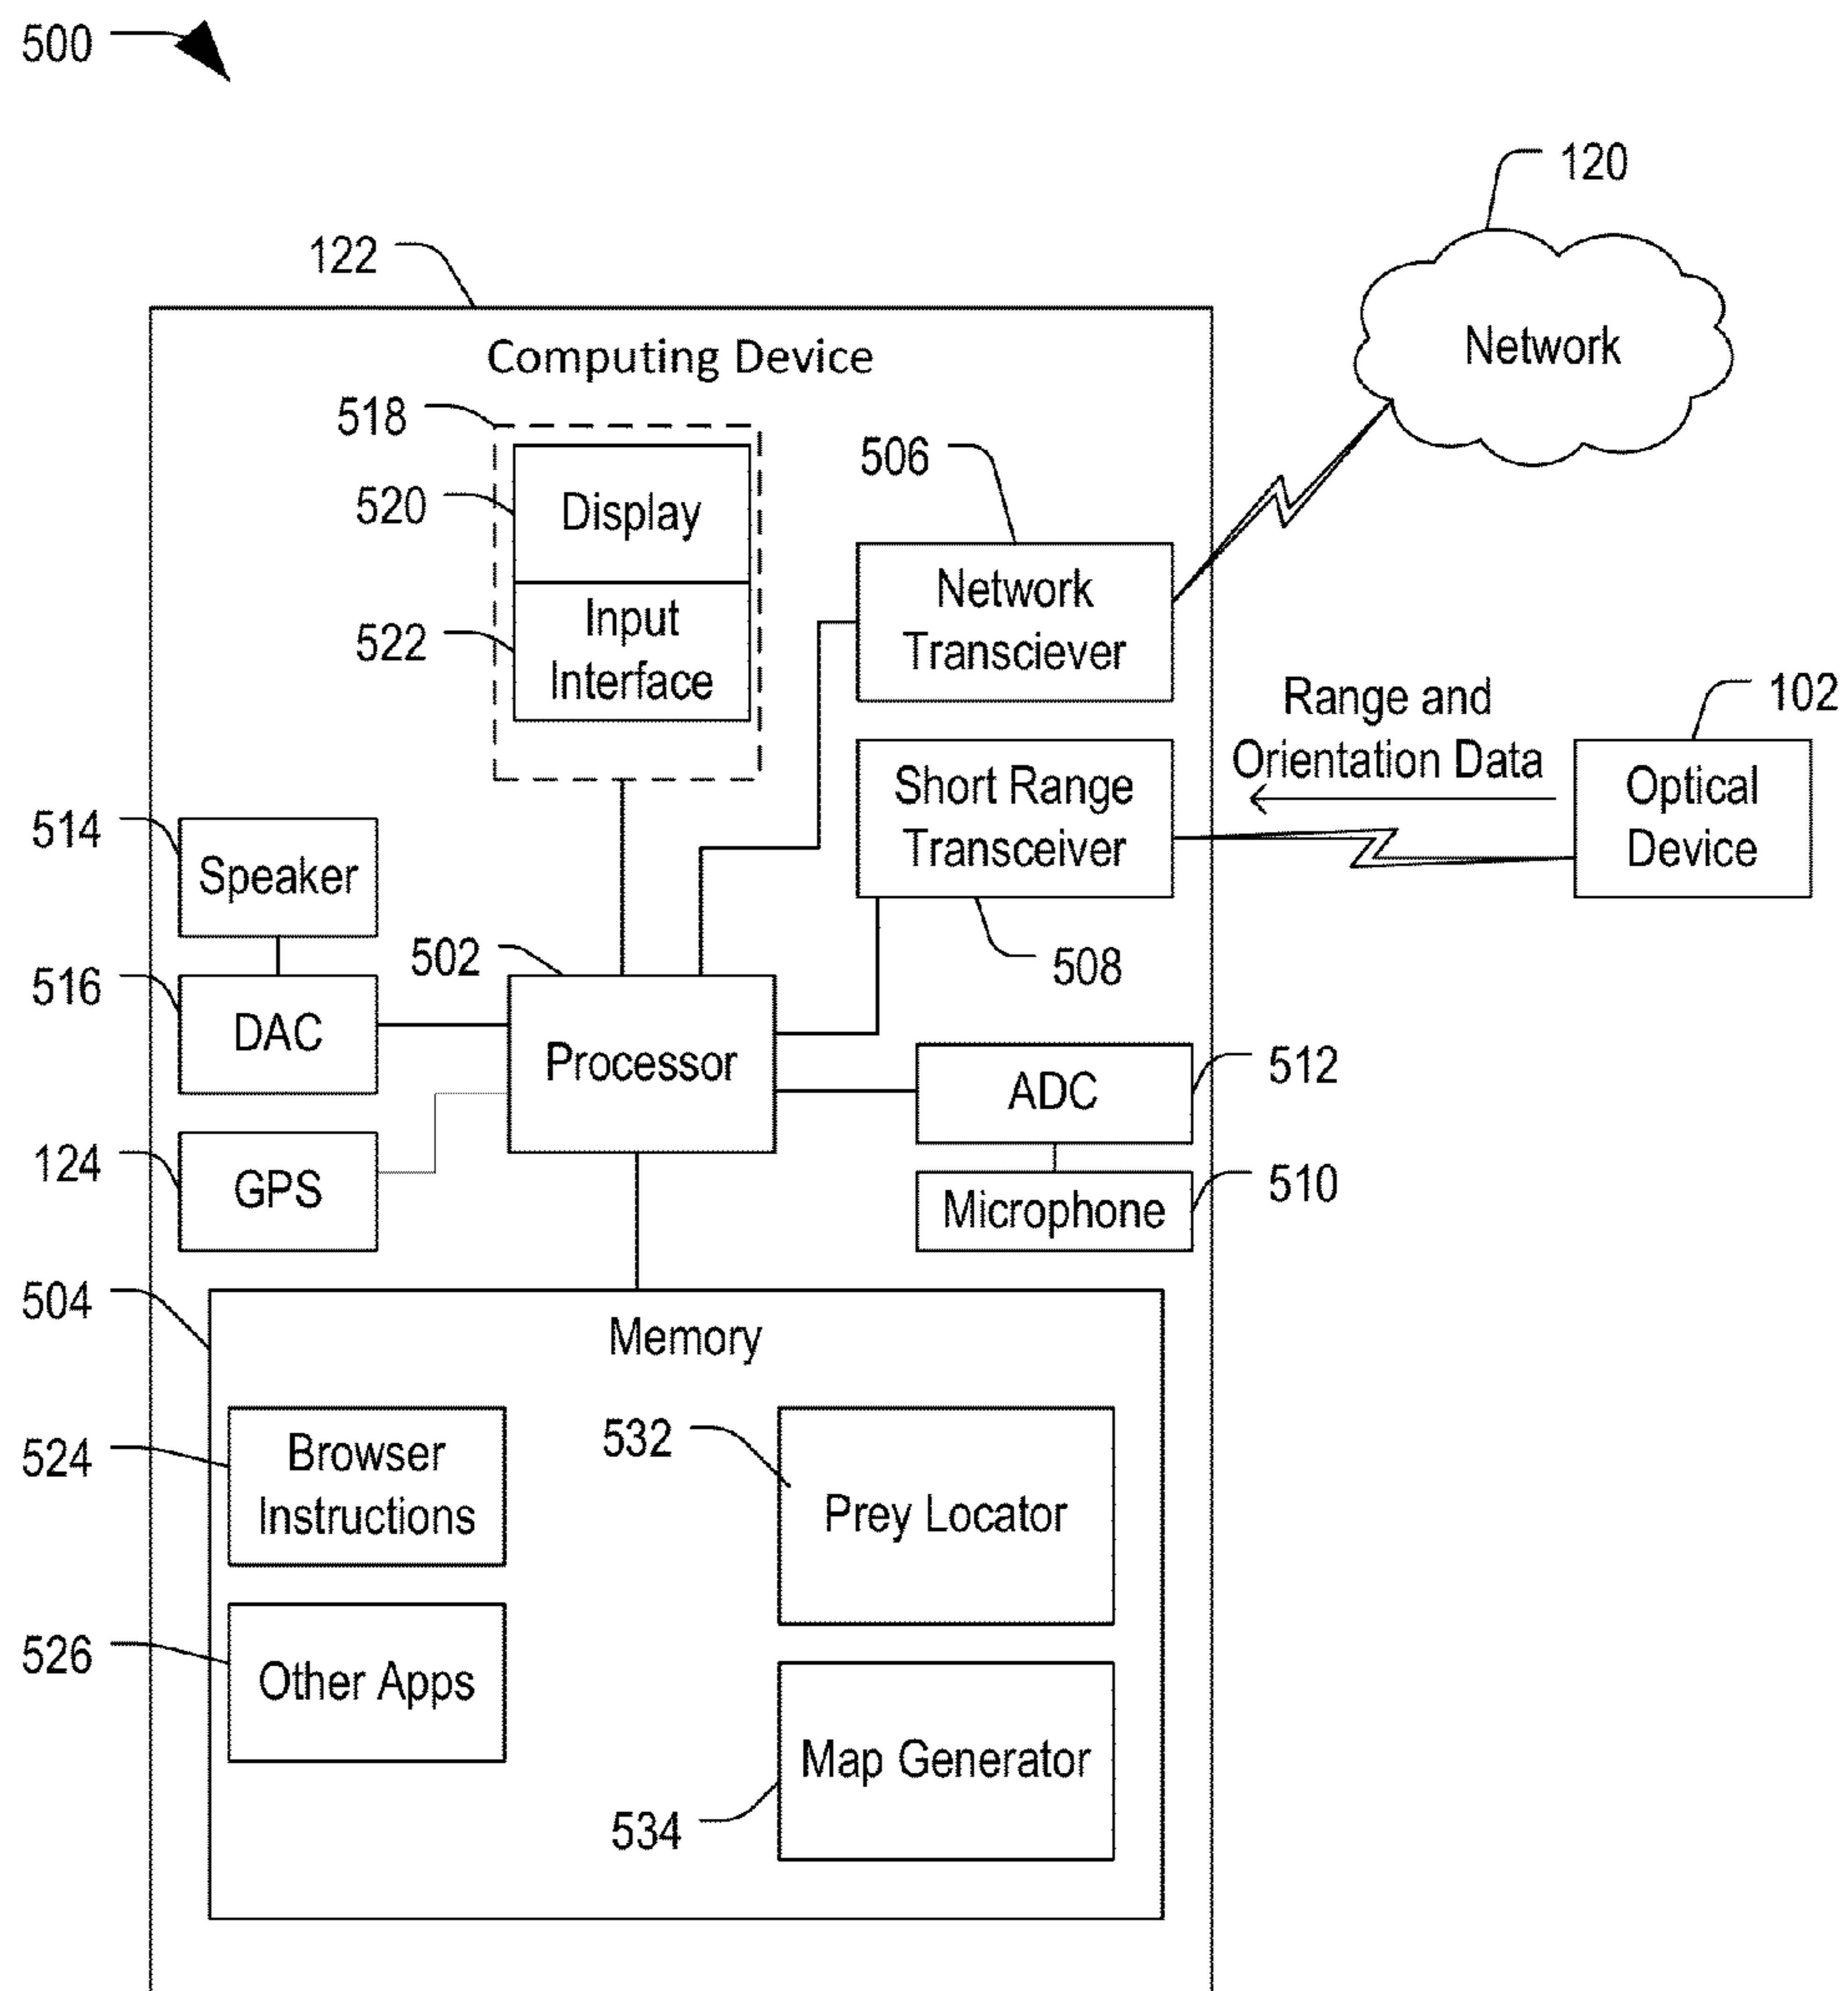 500
120
122
Network
Computing Device
518
506
520
Display
Network
Transciever
522
Input
Interface
Range and
Orientation Data
102
Short Range
Transceiver
Optical
Device
514
Speaker
502
508
516
DAC
Processor
ADC
512
124
GPS
Microphone
510
504
Memory
524
Browser
Instructions
532
Prey Locator
526
Other Apps
Map Generator
534